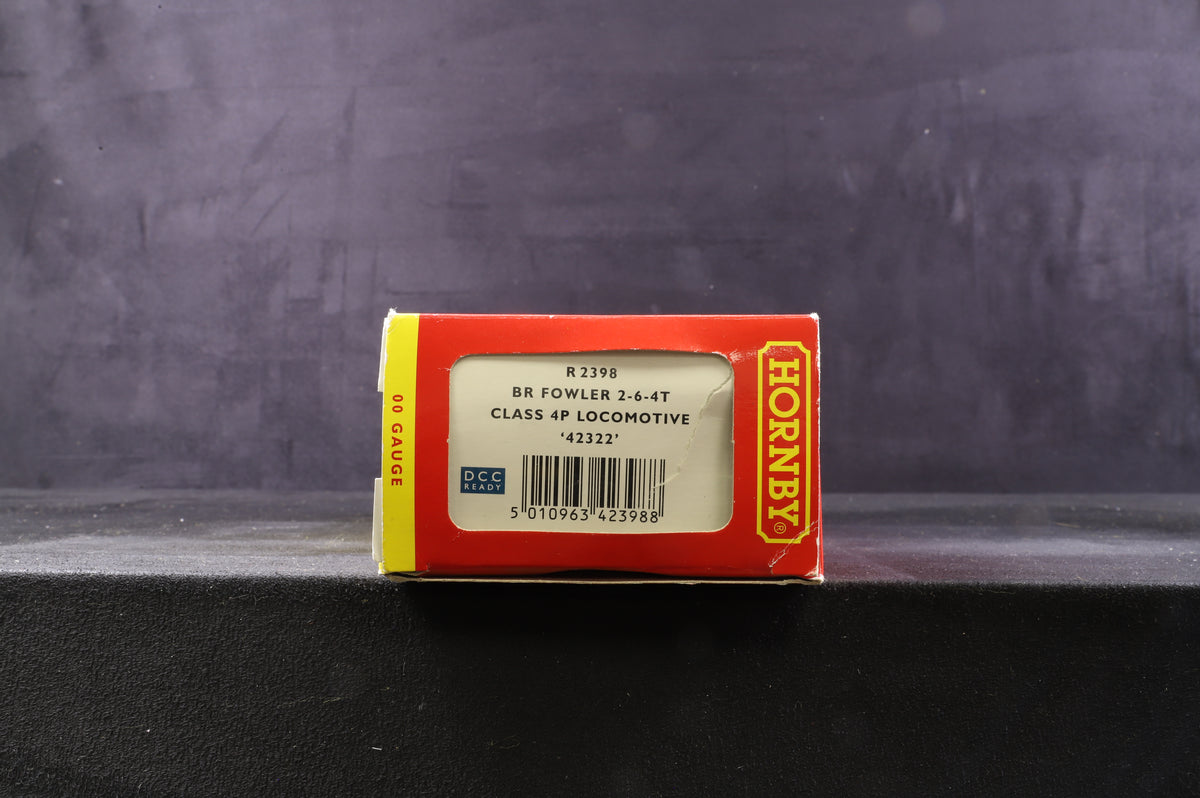 00 GAUGE
R2398
BR FOWLER 2-6-4T
CLASS 4P LOCOMOTIVE
‘42322’
DCC
READY
5 010963 423988
HORNBY®